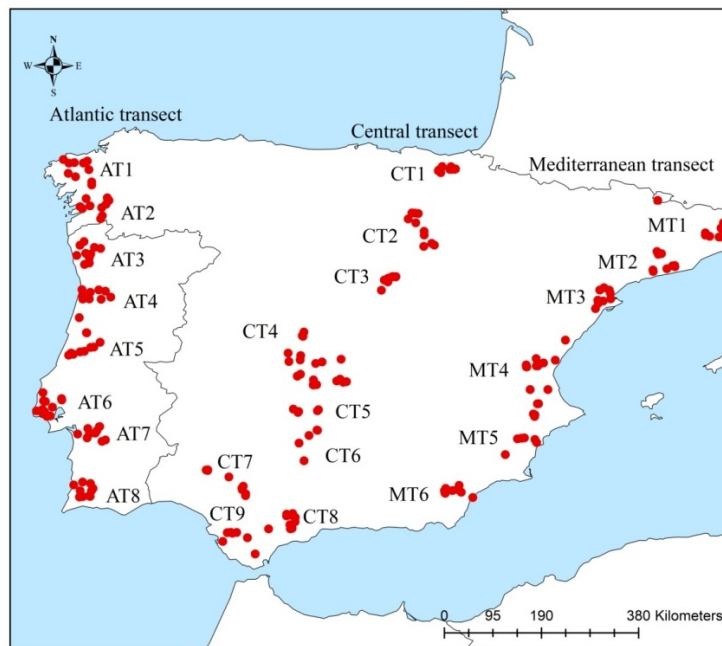 N
W E
S
Atlantic transect
Central transect
Mediterranean transect
AT1
CT1
AT2
MT1
CT2
AT3
MT2
CT3
AT4
MT3
CT4
AT5
MT4
AT6
CT5
AT7
MT5
CT6
CT7
AT8
MT6
CT9
CT8
0 95 190 380 Kilometers